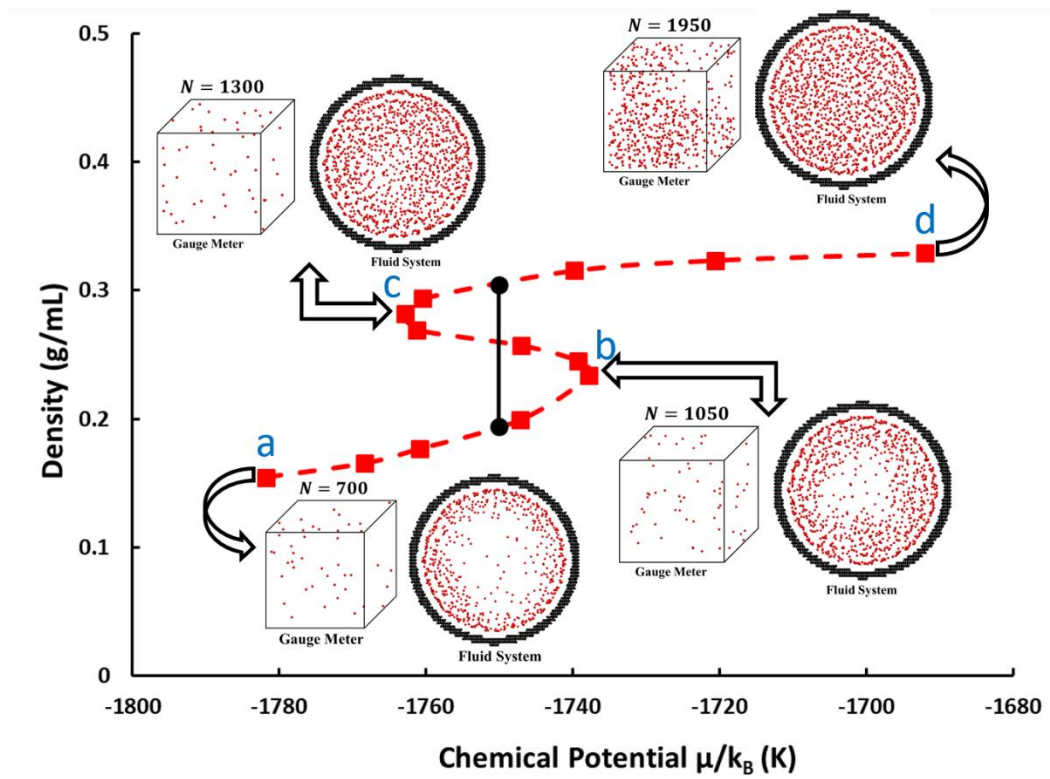 0.5
0.4
0.3
0.2
0.1
0
Density (g/mL)
-1800
-1780
-1760
-1740
-1720
-1700
-1680
Chemical Potential μ/k_B (K)
N = 1300
Gauge Meter
Fluid System
N = 1950
Gauge Meter
Fluid System
c
d
b
a
N = 700
Gauge Meter
Fluid System
N = 1050
Gauge Meter
Fluid System